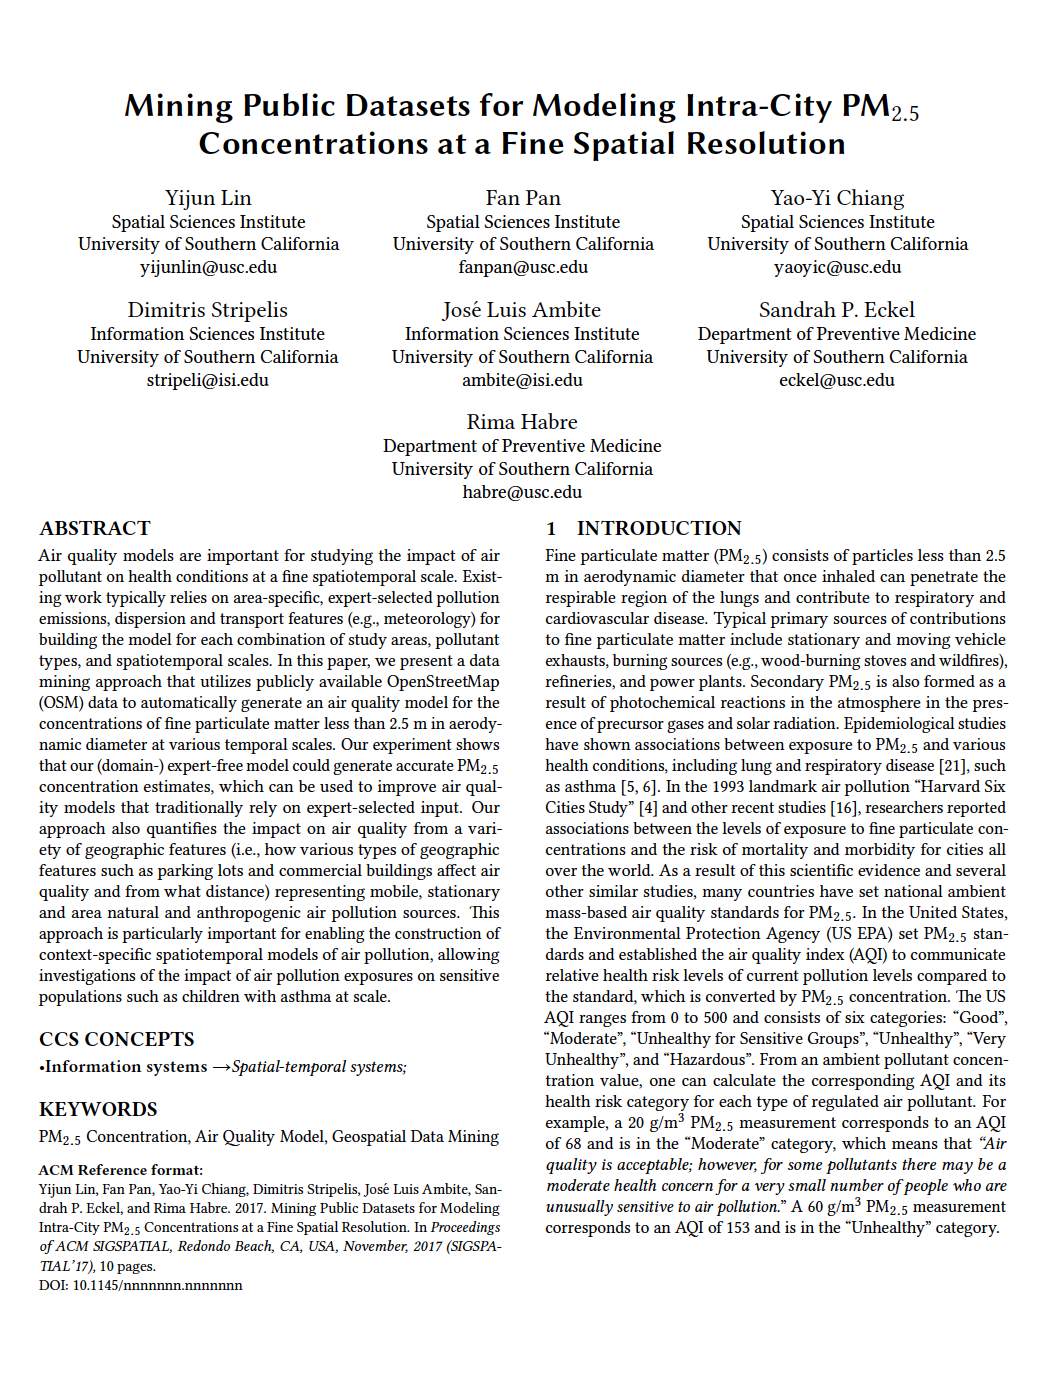 Mining Public Datasets for Modeling Intra-City PM2.5
Concentrations at a Fine Spatial Resolution
Yijun Lin
Spatial Sciences Institute
University of Southern California
yijunlin@usc.edu
Fan Pan
Spatial Sciences Institute
University of Southern California
fanpan@usc.edu
Yao-Yi Chiang
Spatial Sciences Institute
University of Southern California
yaoyic@usc.edu
Dimitris Stripelis
Information Sciences Institute
University of Southern California
stripeli@isi.edu
José Luis Ambite
Information Sciences Institute
University of Southern California
ambite@isi.edu
Sandrah P. Eckel
Department of Preventive Medicine
University of Southern California
eckel@usc.edu
Rima Habre
Department of Preventive Medicine
University of Southern California
habre@usc.edu
ABSTRACT
Air quality models are important for studying the impact of air
pollutant on health conditions at a fine spatiotemporal scale. Exist-
ing work typically relies on area-specific, expert-selected pollution
emissions, dispersion and transport features (e.g., meteorology) for
building the model for each combination of study areas, pollutant
types, and spatiotemporal scales. In this paper, we present a data
mining approach that utilizes publicly available OpenStreetMap
(OSM) data to automatically generate an air quality model for the
concentrations of fine particulate matter less than 2.5 m in aerody-
namic diameter at various temporal scales. Our experiment shows
that our (domain-) expert-free model could generate accurate PM2.5
concentration estimates, which can be used to improve air qual-
ity models that traditionally rely on expert-selected input. Our
approach also quantifies the impact on air quality from a vari-
ety of geographic features (i.e., how various types of geographic
features such as parking lots and commercial buildings affect air
quality and from what distance) representing mobile, stationary
and area natural and anthropogenic air pollution sources. This
approach is particularly important for enabling the construction of
context-specific spatiotemporal models of air pollution, allowing
investigations of the impact of air pollution exposures on sensitive
populations such as children with asthma at scale.
CCS CONCEPTS
•Information systems →Spatial-temporal systems;
KEYWORDS
PM2.5 Concentration, Air Quality Model, Geospatial Data Mining
ACM Reference format:
Yijun Lin, Fan Pan, Yao-Yi Chiang, Dimitris Stripelis, José Luis Ambite, San-
drah P. Eckel, and Rima Habre. 2017. Mining Public Datasets for Modeling
Intra-City PM2.5 Concentrations at a Fine Spatial Resolution. In Proceedings
of ACM SIGSPATIAL, Redondo Beach, CA, USA, November, 2017 (SIGSPA-
TIAL'17), 10 pages.
DOI: 10.1145/nnnnnnn.nnnnnnn
1 INTRODUCTION
Fine particulate matter (PM2.5) consists of particles less than 2.5
m in aerodynamic diameter that once inhaled can penetrate the
respirable region of the lungs and contribute to respiratory and
cardiovascular disease. Typical primary sources of contributions
to fine particulate matter include stationary and moving vehicle
exhausts, burning sources (e.g., wood-burning stoves and wildfires),
refineries, and power plants. Secondary PM2.5 is also formed as a
result of photochemical reactions in the atmosphere in the pres-
ence of precursor gases and solar radiation. Epidemiological studies
have shown associations between exposure to PM2.5 and various
health conditions, including lung and respiratory disease [21], such
as asthma [5, 6]. In the 1993 landmark air pollution “Harvard Six
Cities Study” [4] and other recent studies [16], researchers reported
associations between the levels of exposure to fine particulate con-
centrations and the risk of mortality and morbidity for cities all
over the world. As a result of this scientific evidence and several
other similar studies, many countries have set national ambient
mass-based air quality standards for PM2.5. In the United States,
the Environmental Protection Agency (US EPA) set PM2.5 stan-
dards and established the air quality index (AQI) to communicate
relative health risk levels of current pollution levels compared to
the standard, which is converted by PM2.5 concentration. The US
AQI ranges from 0 to 500 and consists of six categories: “Good”,
“Moderate”, “Unhealthy for Sensitive Groups”, “Unhealthy”, “Very
Unhealthy”, and “Hazardous”. From an ambient pollutant concen-
tration value, one can calculate the corresponding AQI and its
health risk category for each type of regulated air pollutant. For
example, a 20 g/m³ PM2.5 measurement corresponds to an AQI
of 68 and is in the “Moderate” category, which means that “Air
quality is acceptable; however, for some pollutants there may be a
moderate health concern for a very small number of people who are
unusually sensitive to air pollution.” A 60 g/m³ PM2.5 measurement
corresponds to an AQI of 153 and is in the “Unhealthy” category.